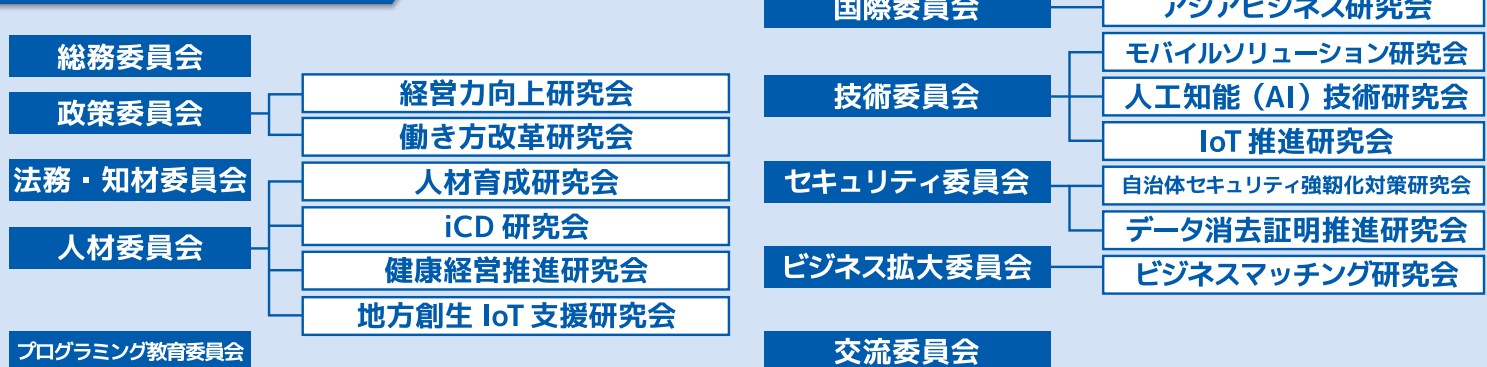 総務委員会
政策委員会
経営力向上研究会
働き方改革研究会
法務・知材委員会
人材委員会
人材育成研究会
iCD 研究会
健康経営推進研究会
地方創生 IoT 支援研究会
プログラミング教育委員会
国際委員会
アジアビジネス研究会
技術委員会
モバイルソリューション研究会
人工知能（AI）技術研究会
IoT 推進研究会
セキュリティ委員会
自治体セキュリティ強靭化対策研究会
データ消去証明推進研究会
ビジネス拡大委員会
ビジネスマッチング研究会
交流委員会